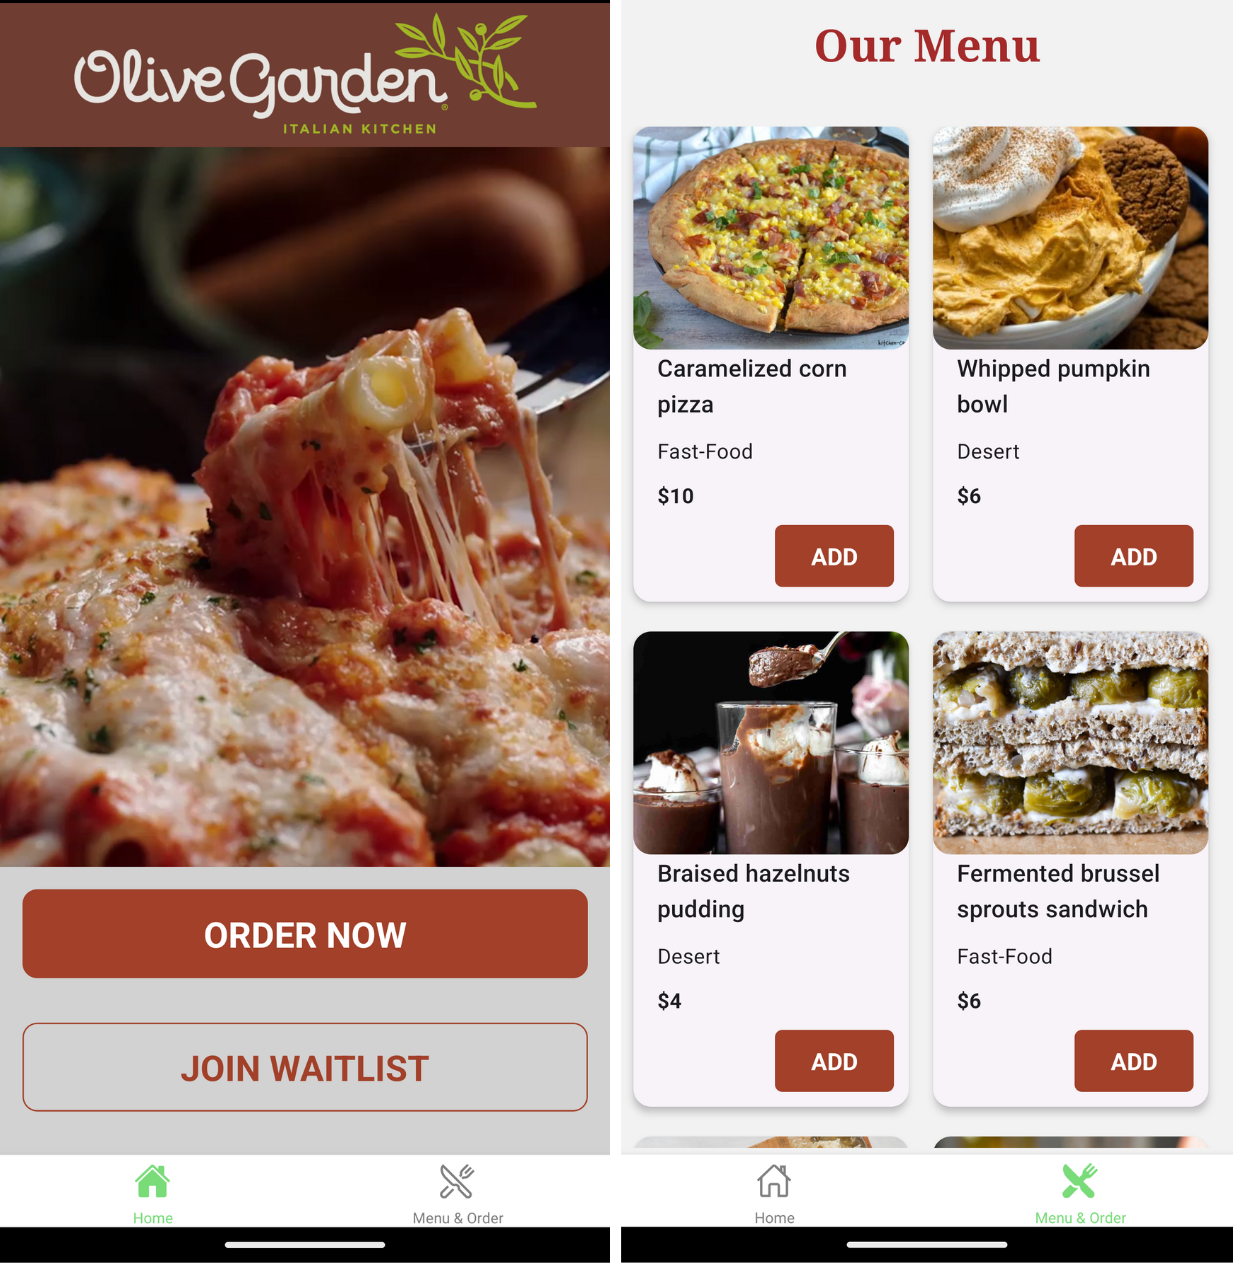 Olive Garden
ITALIAN KITCHEN
ORDER NOW
JOIN WAITLIST
Home
Menu & Order
Our Menu
Caramelized corn
pizza
Fast-Food
$10
ADD
Whipped pumpkin
bowl
Desert
$6
ADD
Braised hazelnuts
pudding
Desert
$4
ADD
Fermented brussel
sprouts sandwich
Fast-Food
$6
ADD
Home
Menu & Order